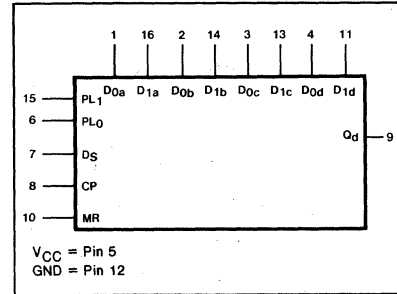 1 16 2 14 3 13 4 11
D0a D1a D0b D1b D0c D1c D0d D1d
15 PL1
6 PL0
Qd 9
7 DS
8 CP
10 MR
VCC = Pin 5
GND = Pin 12